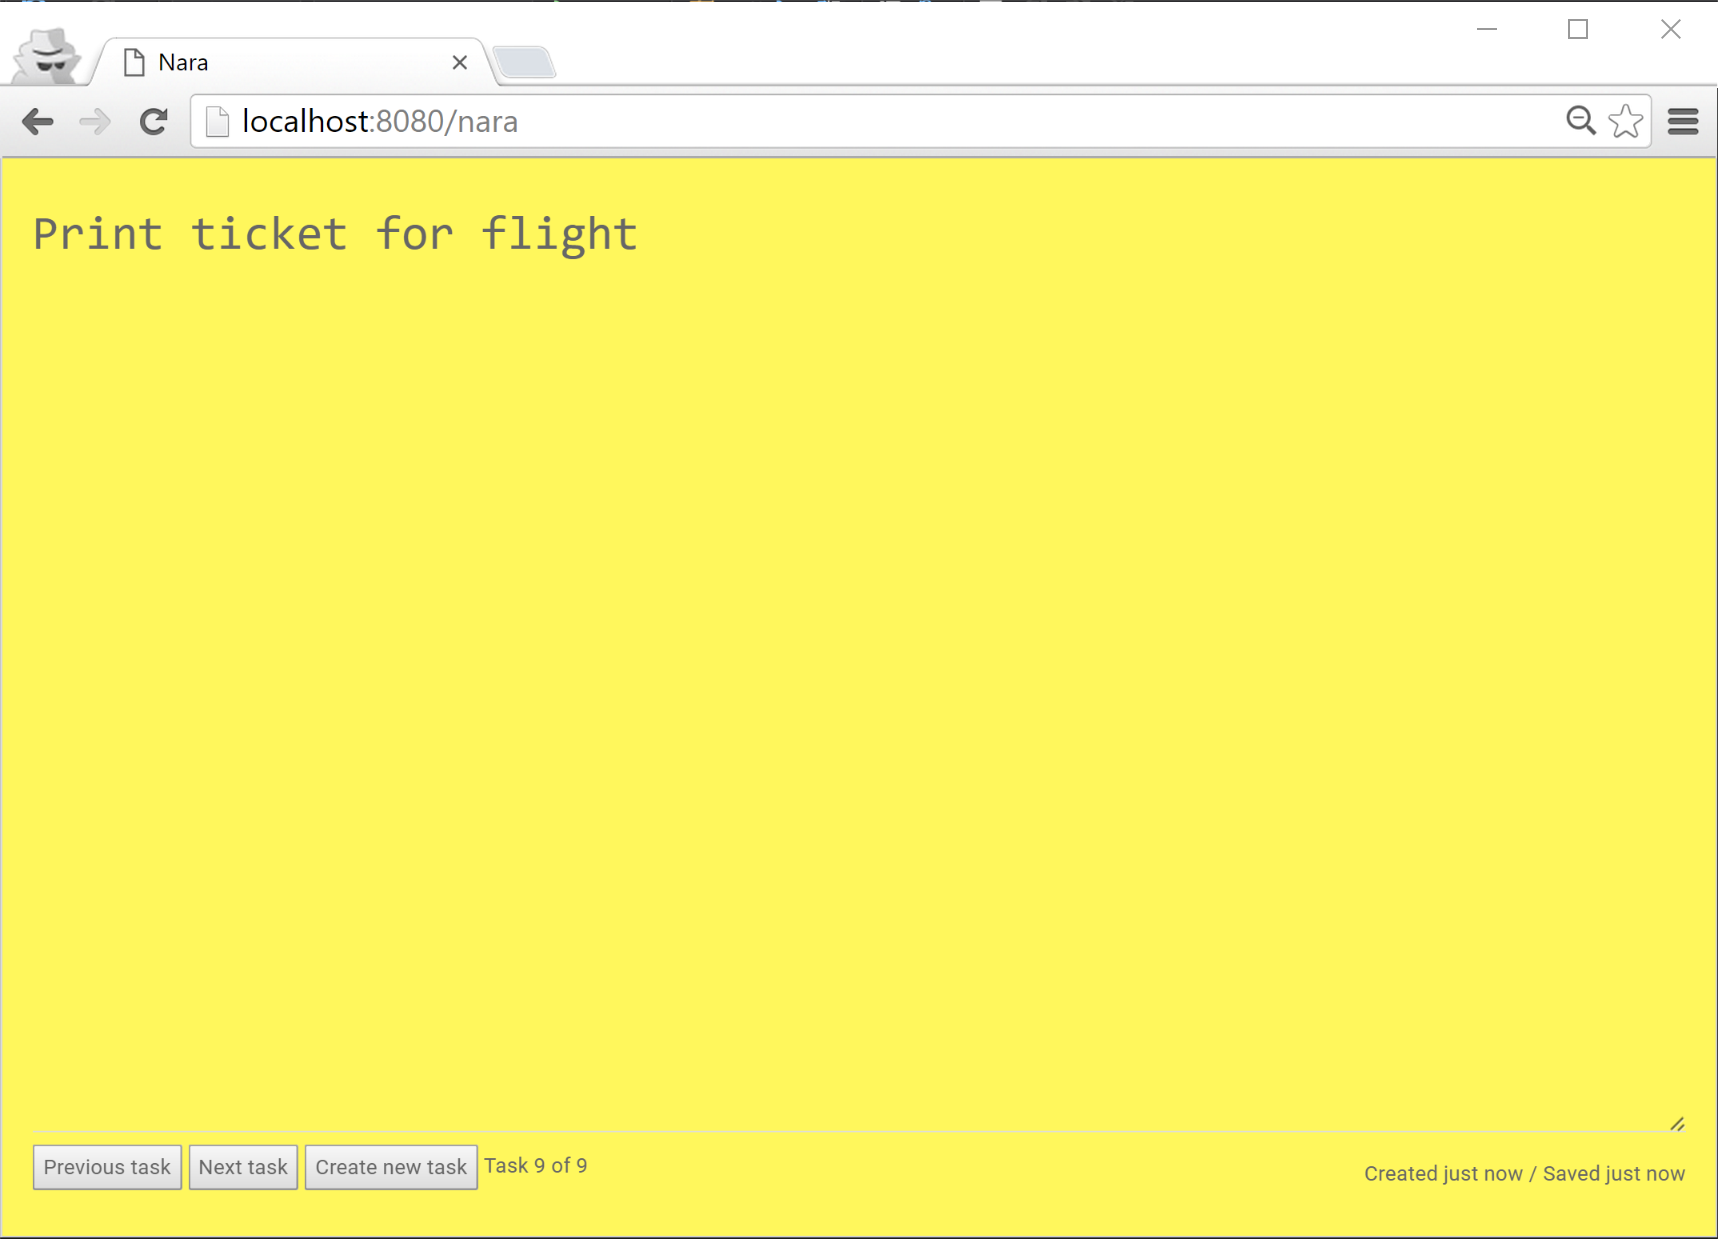 Nara
localhost:8080/nara
Print ticket for flight
Previous task Next task Create new task Task 9 of 9
Created just now / Saved just now